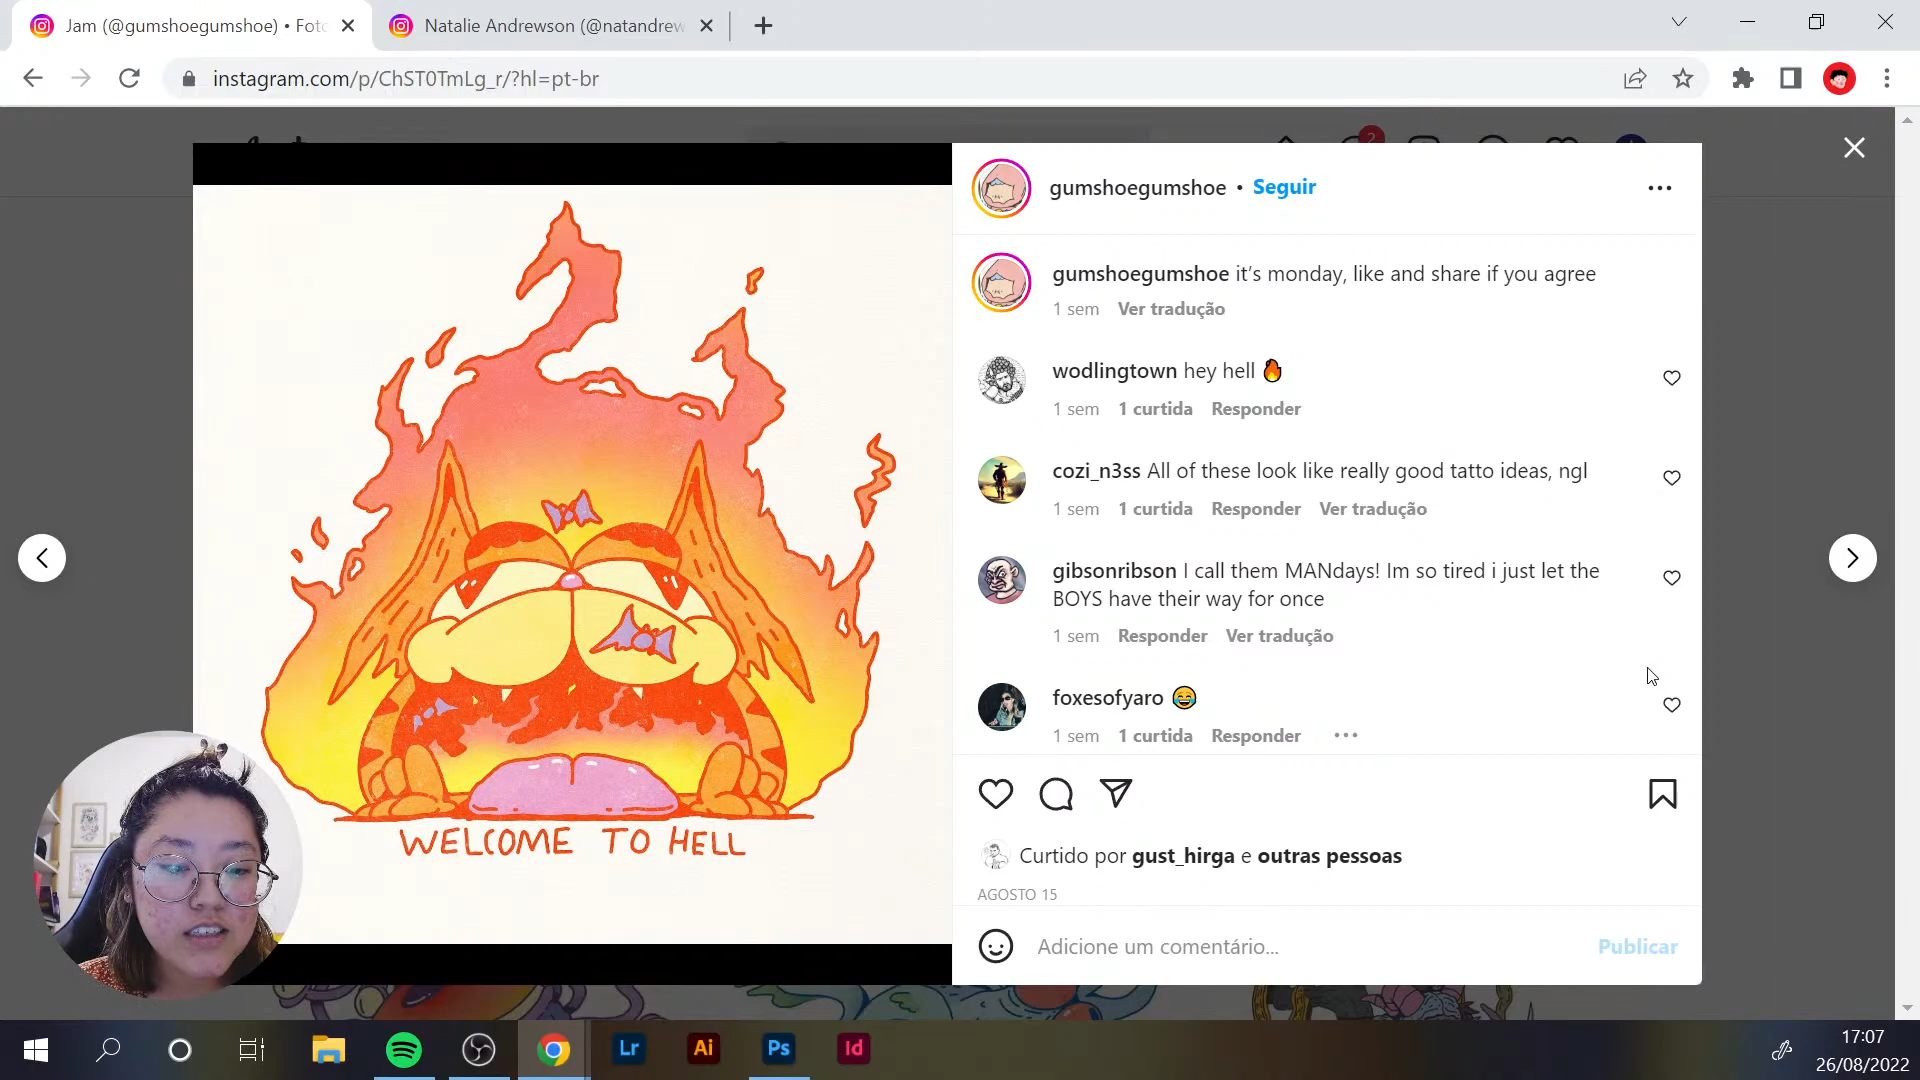 Jam (@gumshoegumshoe) • Foto
Natalie Andrewson (@natandrew
instagram.com/p/ChST0TmLg_r/?hl=pt-br
2
gumshoegumshoe • Seguir
gumshoegumshoe it’s monday, like and share if you agree
1 sem Ver tradução
wodlingtown hey hell 🔥
1 sem 1 curtida Responder
cozi_n3ss All of these look like really good tatto ideas, ngl
1 sem 1 curtida Responder Ver tradução
gibsonribson I call them MANdays! Im so tired i just let the
BOYS have their way for once
1 sem Responder Ver tradução
foxesofyaro 😂
1 sem 1 curtida Responder
WELCOME TO HELL
Curtido por gust_hirga e outras pessoas
AGOSTO 15
Adicione um comentário... Publicar
Lr Ai Ps Id
17:07
26/08/2022